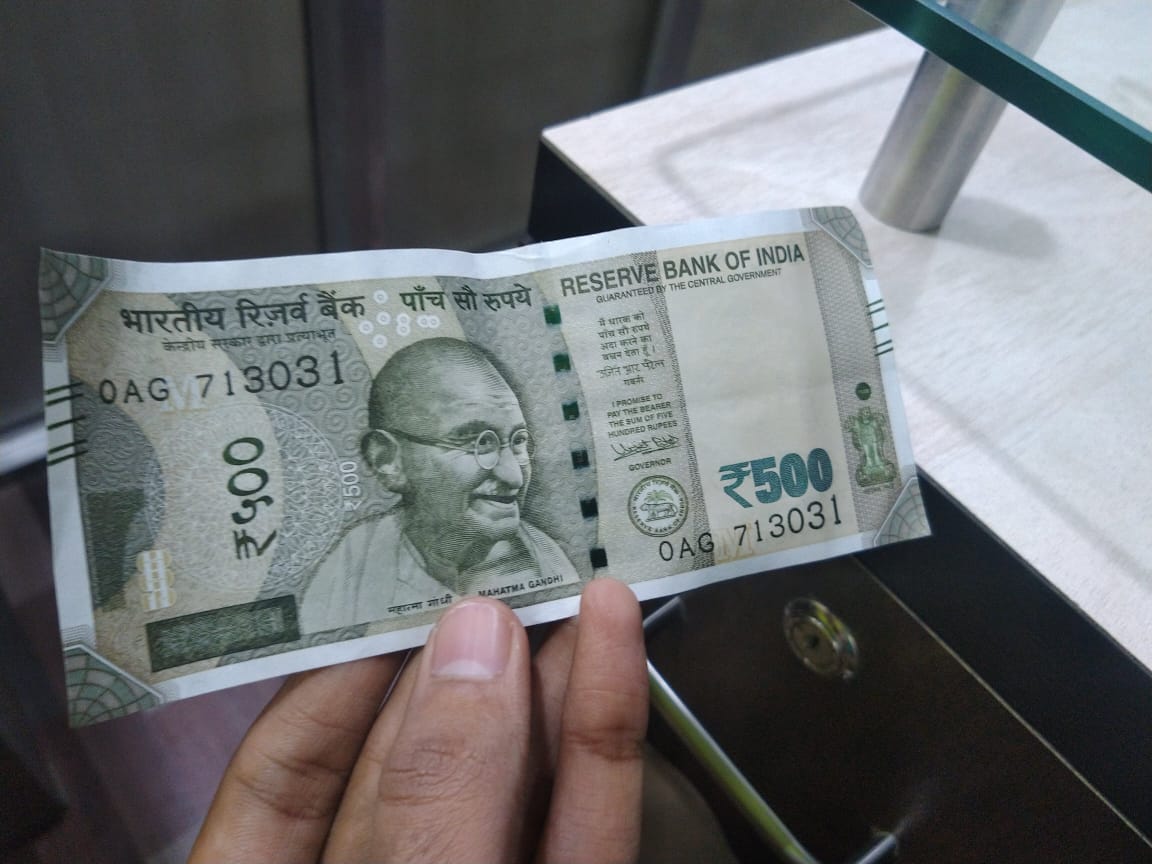 भारतीय रिज़र्व बैंक
केन्द्रीय सरकार द्वारा प्रत्याभूत
पाँच सौ रुपये
0AG 713031
₹५००
₹500
महात्मा गांधी
MAHATMA GANDHI
RESERVE BANK OF INDIA
GUARANTEED BY THE CENTRAL GOVERNMENT
मैं धारक को
पाँच सौ रुपये
अदा करने का
वचन देता हूँ।
गवर्नर
I PROMISE TO
PAY THE BEARER
THE SUM OF FIVE
HUNDRED RUPEES
GOVERNOR
₹500
0AG 713031